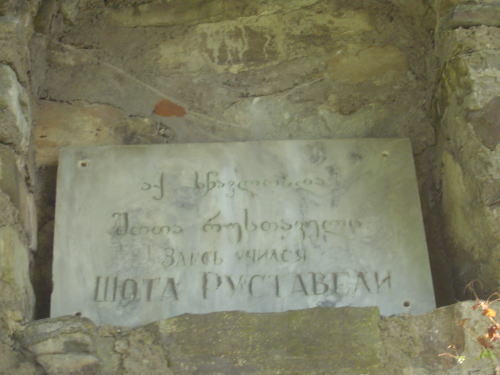 აქ სწავლობდა
შოთა რუსთაველი
ЗДЕСЬ УЧИЛСЯ
ШОТА РУСТАВЕЛИ